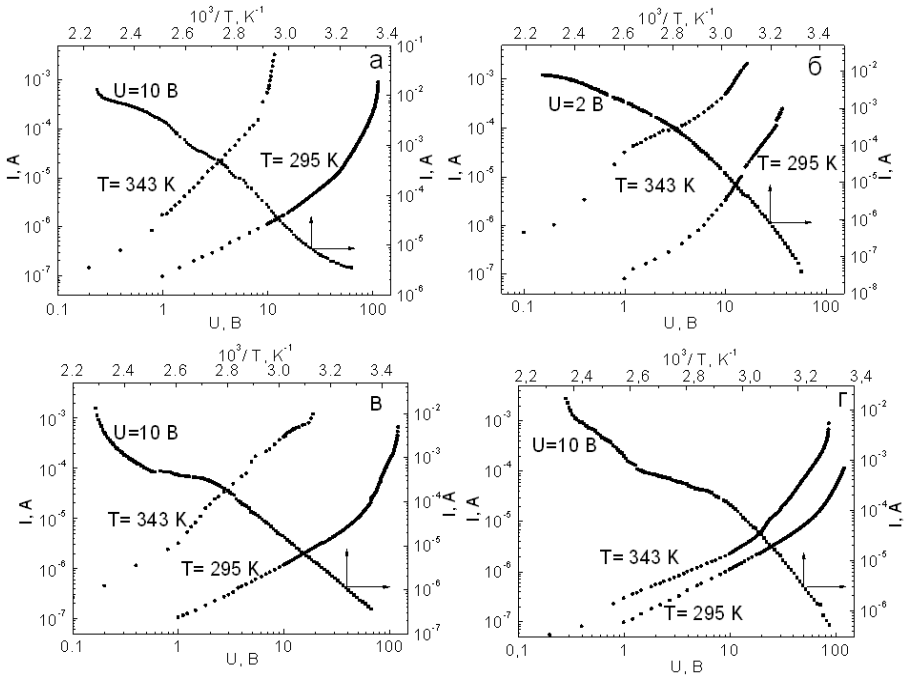 10³/ T, K⁻¹
2.2 2.4 2.6 2.8 3.0 3.2 3.4
10⁻¹
10⁻²
10⁻³
10⁻⁴
10⁻⁵
10⁻⁶
I, A
10⁻³
10⁻⁴
10⁻⁵
10⁻⁶
10⁻⁷
I, A
а
U=10 В
T= 343 K
T= 295 K
0.1 1 10 100
U, В
10³/ T, K⁻¹
2.2 2.4 2.6 2.8 3.0 3.2 3.4
10⁻²
10⁻³
10⁻⁴
10⁻⁵
10⁻⁶
10⁻⁷
10⁻⁸
I, A
10⁻³
10⁻⁴
10⁻⁵
10⁻⁶
10⁻⁷
I, A
б
U=2 В
T= 343 K
T= 295 K
0.1 1 10 100
U, В
10³/ T, K⁻¹
2.2 2.4 2.6 2.8 3.0 3.2 3.4
10⁻²
10⁻³
10⁻⁴
10⁻⁵
10⁻⁶
10⁻⁷
I, A
10⁻³
10⁻⁴
10⁻⁵
10⁻⁶
10⁻⁷
I, A
в
U=10 В
T= 343 K
T= 295 K
0.1 1 10 100
U, В
10³/ T, K⁻¹
2,2 2,4 2,6 2,8 3,0 3,2 3,4
10⁻²
10⁻³
10⁻⁴
10⁻⁵
10⁻⁶
I, A
10⁻³
10⁻⁴
10⁻⁵
10⁻⁶
10⁻⁷
I, A
г
U=10 В
T= 343 K
T= 295 K
0,1 1 10 100
U, В